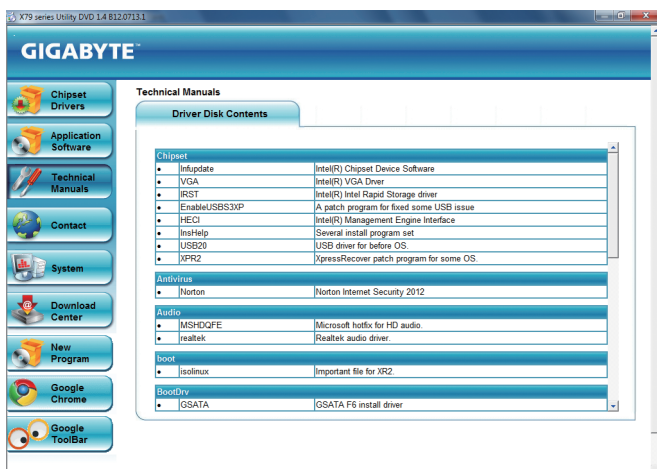 X79 series Utility DVD 1.4 B12.0713.1
GIGABYTE™
Chipset
Drivers
Application
Software
Technical
Manuals
Contact
System
Download
Center
New
Program
Google
Chrome
Google
ToolBar
Technical Manuals
Driver Disk Contents
Chipset
• Infupdate Intel(R) Chipset Device Software
• VGA Intel(R) VGA Drver
• IRST Intel(R) Intel Rapid Storage driver
• EnableUSBS3XP A patch program for fixed some USB issue
• HECI Intel(R) Management Engine Interface
• InsHelp Several install program set
• USB20 USB driver for before OS.
• XPR2 XpressRecover patch program for some OS.
Antivirus
• Norton Norton Internet Security 2012
Audio
• MSHDQFE Microsoft hotfix for HD audio.
• realtek Realtek audio driver.
boot
• isolinux Important file for XR2.
BootDrv
• GSATA GSATA F6 install driver